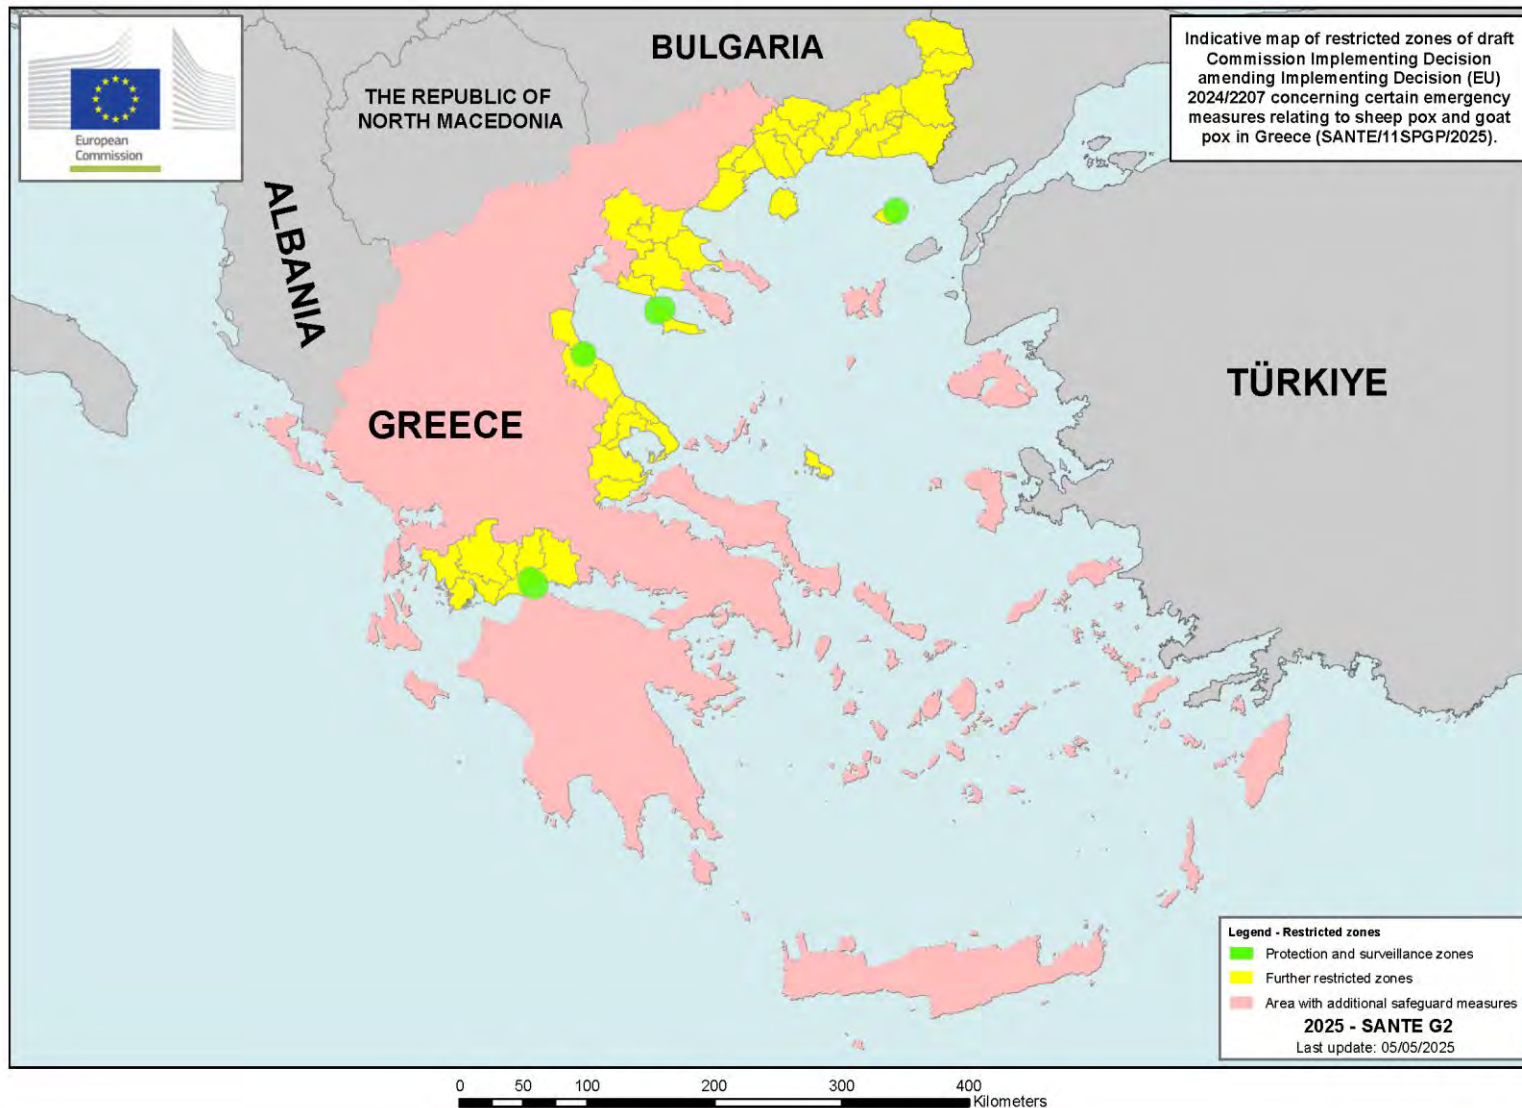 European
Commission
BULGARIA
THE REPUBLIC OF
NORTH MACEDONIA
Indicative map of restricted zones of draft
Commission Implementing Decision
amending Implementing Decision (EU)
2024/2207 concerning certain emergency
measures relating to sheep pox and goat
pox in Greece (SANTE/11SPGP/2025).
ALBANIA
GREECE
TÜRKIYE
Legend - Restricted zones
Protection and surveillance zones
Further restricted zones
Area with additional safeguard measures
2025 - SANTE G2
Last update: 05/05/2025
0 50 100 200 300 400
Kilometers